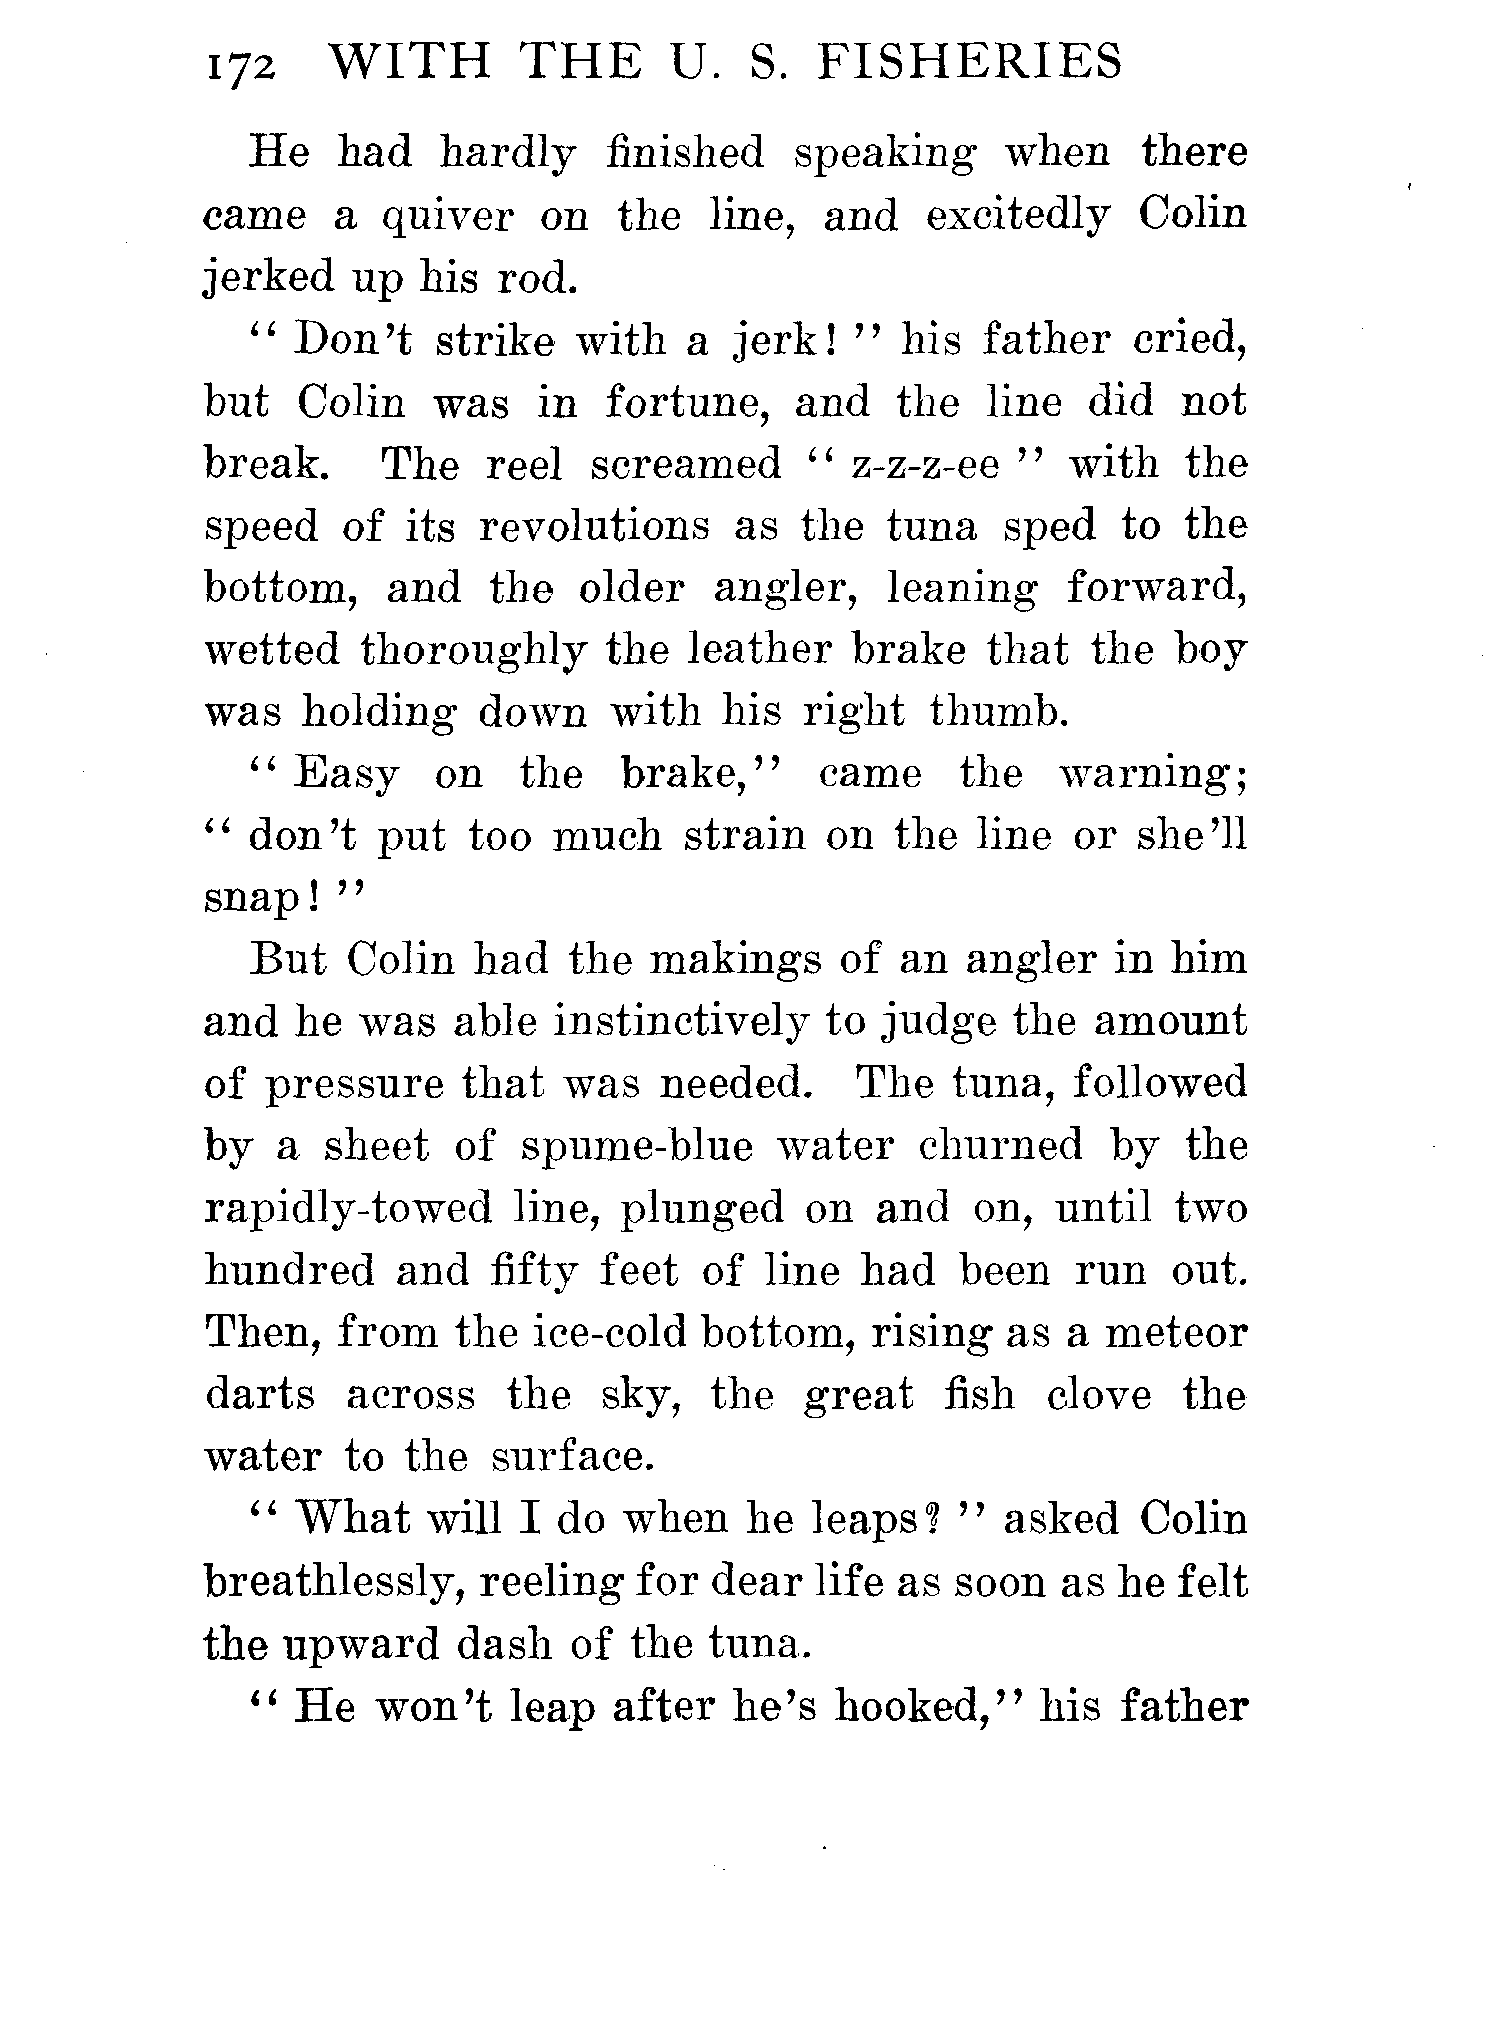 172 WITH THE U. S. FISHERIES
He had hardly finished speaking when there
came a quiver on the line, and excitedly Colin
jerked up his rod.
" Don't strike with a jerk! " his father cried,
but Colin was in fortune, and the line did not
break. The reel screamed " z-z-z-ee " with the
speed of its revolutions as the tuna sped to the
bottom, and the older angler, leaning forward,
wetted thoroughly the leather brake that the boy
was holding down with his right thumb.
" Easy on the brake," came the warning;
" don't put too much strain on the line or she'll
snap! "
But Colin had the makings of an angler in him
and he was able instinctively to judge the amount
of pressure that was needed. The tuna, followed
by a sheet of spume-blue water churned by the
rapidly-towed line, plunged on and on, until two
hundred and fifty feet of line had been run out.
Then, from the ice-cold bottom, rising as a meteor
darts across the sky, the great fish clove the
water to the surface.
" What will I do when he leaps? " asked Colin
breathlessly, reeling for dear life as soon as he felt
the upward dash of the tuna.
" He won't leap after he's hooked," his father